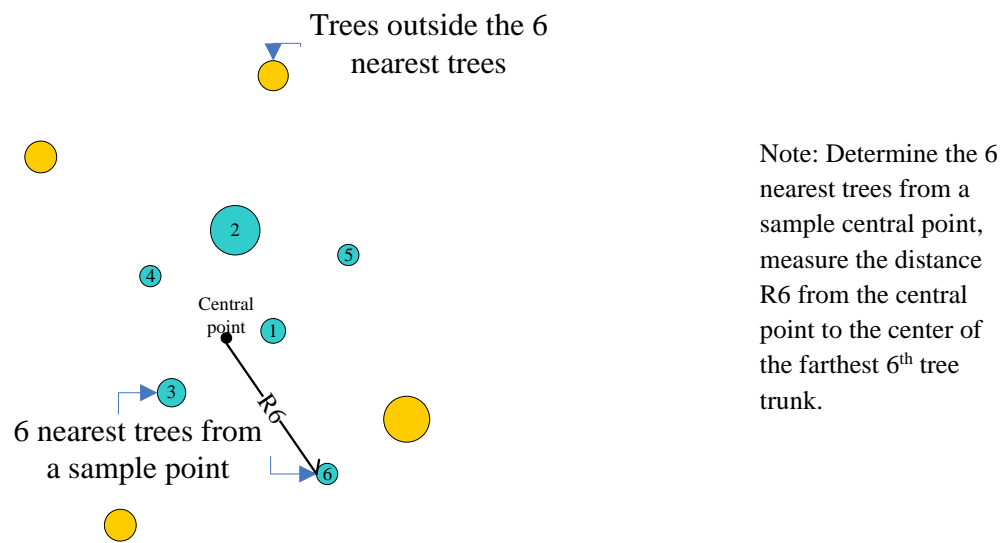 Trees outside the 6
nearest trees
Note: Determine the 6
nearest trees from a
sample central point,
measure the distance
R6 from the central
point to the center of
the farthest 6th tree
trunk.
2
5
4
Central
point
1
3
R6
6 nearest trees from
a sample point
6